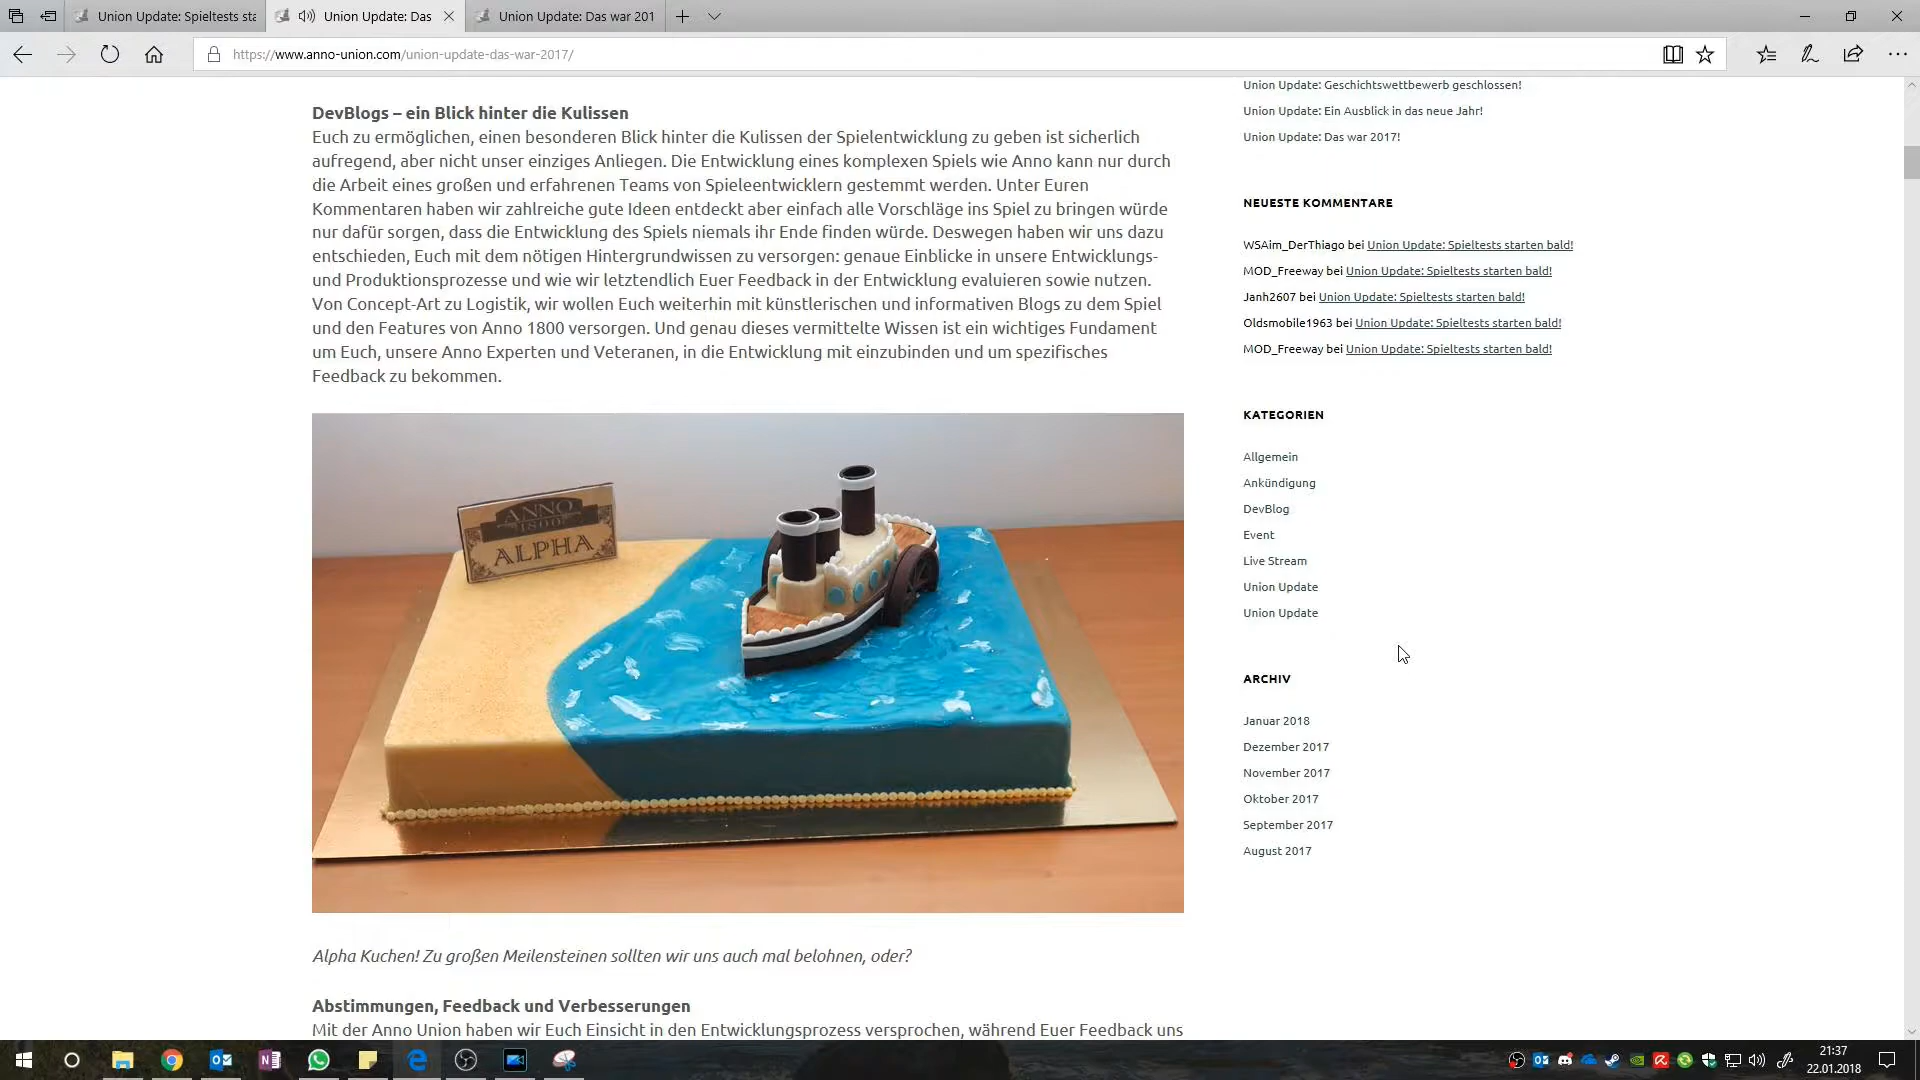 Union Update: Spieltests sta
Union Update: Das
Union Update: Das war 201
https://www.anno-union.com/union-update-das-war-2017/
DevBlogs – ein Blick hinter die Kulissen
Euch zu ermöglichen, einen besonderen Blick hinter die Kulissen der Spielentwicklung zu geben ist sicherlich
aufregend, aber nicht unser einziges Anliegen. Die Entwicklung eines komplexen Spiels wie Anno kann nur durch
die Arbeit eines großen und erfahrenen Teams von Spieleentwicklern gestemmt werden. Unter Euren
Kommentaren haben wir zahlreiche gute Ideen entdeckt aber einfach alle Vorschläge ins Spiel zu bringen würde
nur dafür sorgen, dass die Entwicklung des Spiels niemals ihr Ende finden würde. Deswegen haben wir uns dazu
entschieden, Euch mit dem nötigen Hintergrundwissen zu versorgen: genaue Einblicke in unsere Entwicklungs-
und Produktionsprozesse und wie wir letztendlich Euer Feedback in der Entwicklung evaluieren sowie nutzen.
Von Concept-Art zu Logistik, wir wollen Euch weiterhin mit künstlerischen und informativen Blogs zu dem Spiel
und den Features von Anno 1800 versorgen. Und genau dieses vermittelte Wissen ist ein wichtiges Fundament
um Euch, unsere Anno Experten und Veteranen, in die Entwicklung mit einzubinden und um spezifisches
Feedback zu bekommen.
ANNO
1800
ALPHA
Alpha Kuchen! Zu großen Meilensteinen sollten wir uns auch mal belohnen, oder?
Abstimmungen, Feedback und Verbesserungen
Mit der Anno Union haben wir Euch Einsicht in den Entwicklungsprozess versprochen, während Euer Feedback uns
Union Update: Geschichtswettbewerb geschlossen!
Union Update: Ein Ausblick in das neue Jahr!
Union Update: Das war 2017!
NEUESTE KOMMENTARE
WSAim_DerThiago bei Union Update: Spieltests starten bald!
MOD_Freeway bei Union Update: Spieltests starten bald!
Janh2607 bei Union Update: Spieltests starten bald!
Oldsmobile1963 bei Union Update: Spieltests starten bald!
MOD_Freeway bei Union Update: Spieltests starten bald!
KATEGORIEN
Allgemein
Ankündigung
DevBlog
Event
Live Stream
Union Update
Union Update
ARCHIV
Januar 2018
Dezember 2017
November 2017
Oktober 2017
September 2017
August 2017
21:37
22.01.2018